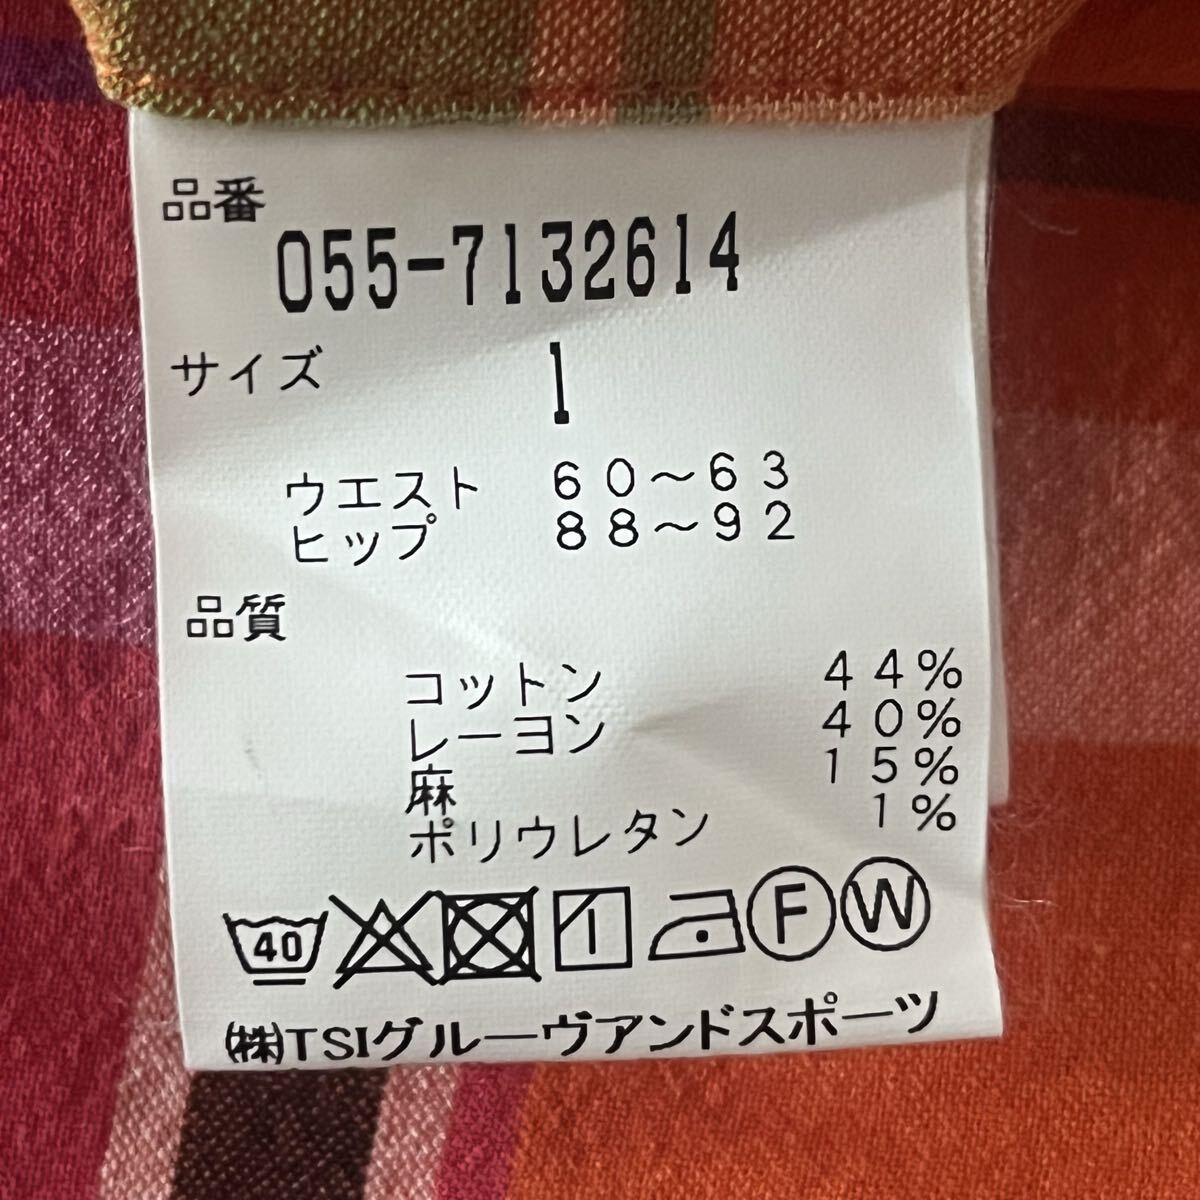 品番
055-7132614
サイズ 1
ウエスト 60～63
ヒップ 88～92
品質
コットン 44%
レーヨン 40%
麻 15%
ポリウレタン 1%
40 F W
㈱TSIグルーヴアンドスポーツ